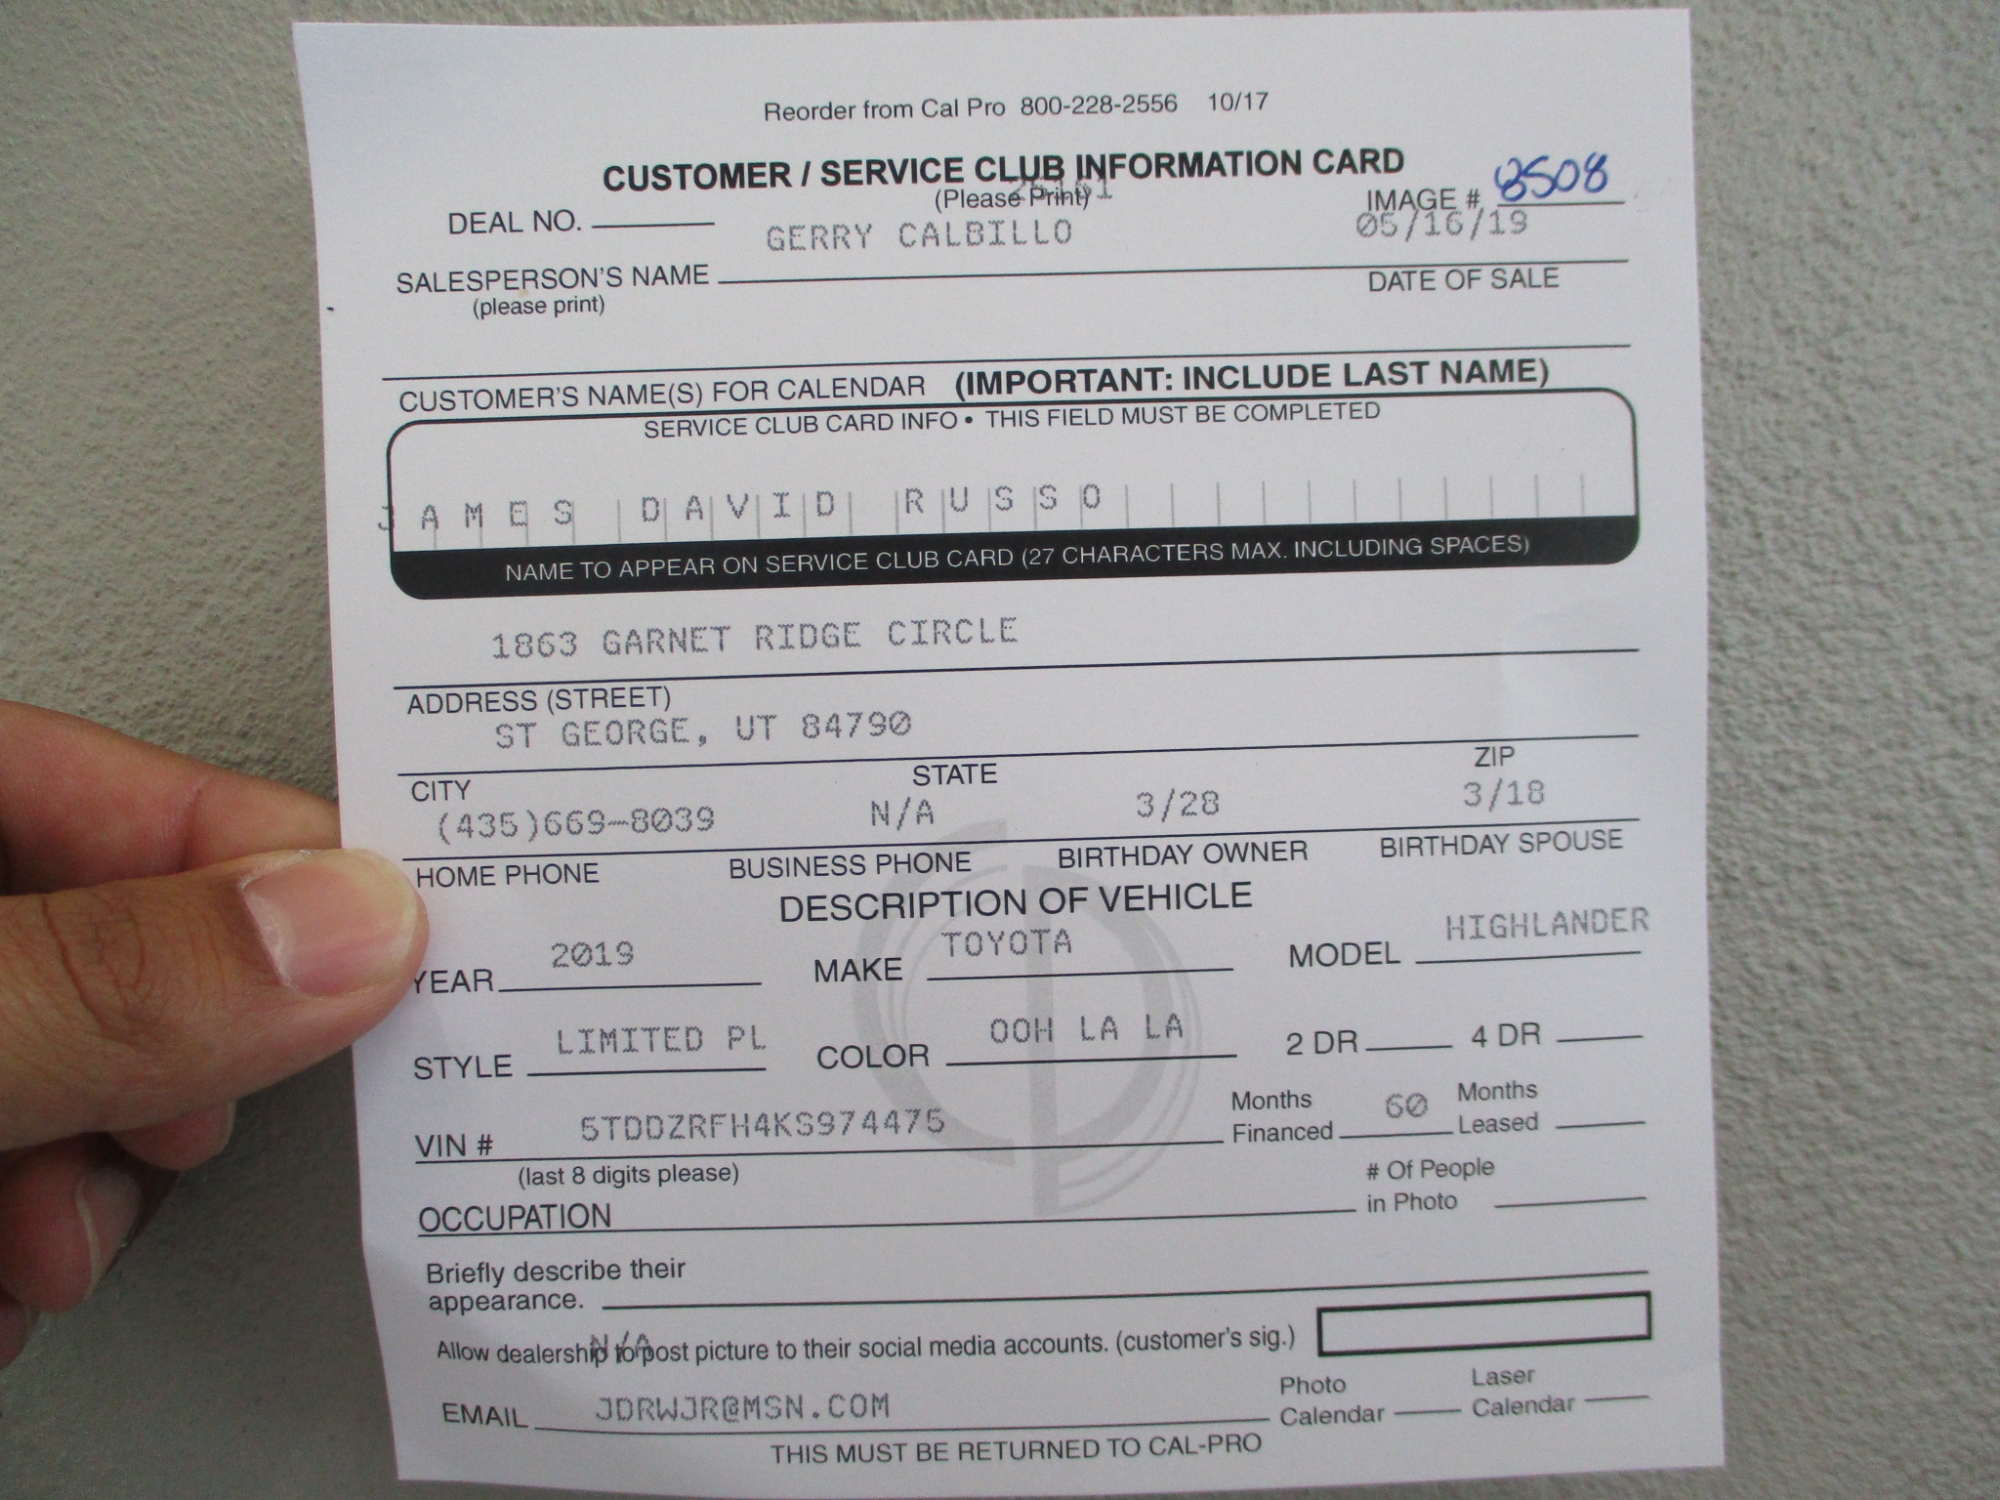 Reorder from Cal Pro 800-228-2556 10/17
CUSTOMER / SERVICE CLUB INFORMATION CARD
(Please Print)
DEAL NO. IMAGE # 8508
GERRY CALBILLO 05/16/19
SALESPERSON'S NAME DATE OF SALE
(please print)
CUSTOMER'S NAME(S) FOR CALENDAR (IMPORTANT: INCLUDE LAST NAME)
SERVICE CLUB CARD INFO • THIS FIELD MUST BE COMPLETED
JAMES DAVID RUSSO
NAME TO APPEAR ON SERVICE CLUB CARD (27 CHARACTERS MAX. INCLUDING SPACES)
1863 GARNET RIDGE CIRCLE
ADDRESS (STREET)
ST GEORGE, UT 84790
CITY STATE ZIP
(435)669-8039 N/A 3/28 3/18
HOME PHONE BUSINESS PHONE BIRTHDAY OWNER BIRTHDAY SPOUSE
DESCRIPTION OF VEHICLE
YEAR 2019 MAKE TOYOTA MODEL HIGHLANDER
STYLE LIMITED PL COLOR OOH LA LA 2 DR 4 DR
VIN # 5TDDZRFH4KS974475 Months Financed 60 Months Leased
(last 8 digits please)
OCCUPATION # Of People in Photo
Briefly describe their
appearance.
N/A
Allow dealership to post picture to their social media accounts. (customer's sig.)
EMAIL JDRWJR@MSN.COM Photo Calendar Laser Calendar
THIS MUST BE RETURNED TO CAL-PRO